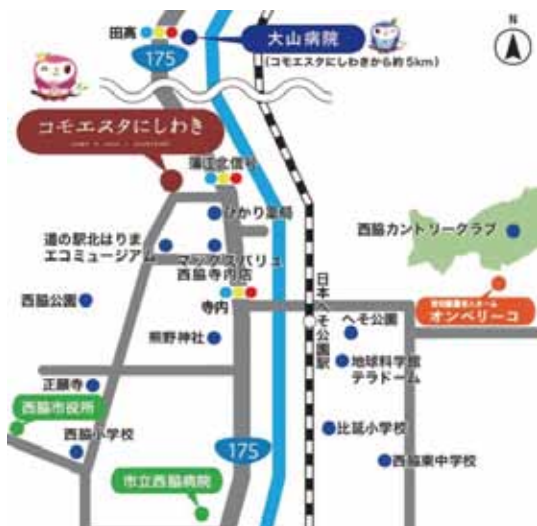 田高
175
大山病院
(コモエスタにしわきから約5km)
N
コモエスタにしわき
蒲江北信号
ひかり薬局
道の駅北はりま
エコミュージアム
マックスバリュ
西脇寺内店
西脇カントリークラブ
オンベリーコ
西脇公園
寺内
日本へそ公園駅
へそ公園
熊野神社
地球科学館
テラドーム
正願寺
西脇市役所
西脇小学校
比延小学校
175
西脇東中学校
市立西脇病院